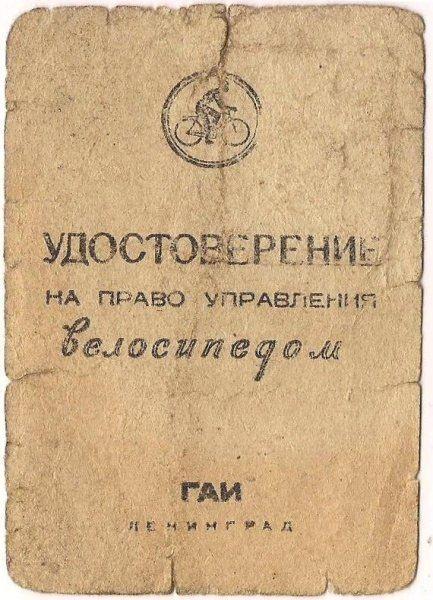 УДОСТОВЕРЕНИЕ
НА ПРАВО УПРАВЛЕНИЯ
велосипедом
ГАИ
ЛЕНИНГРАД